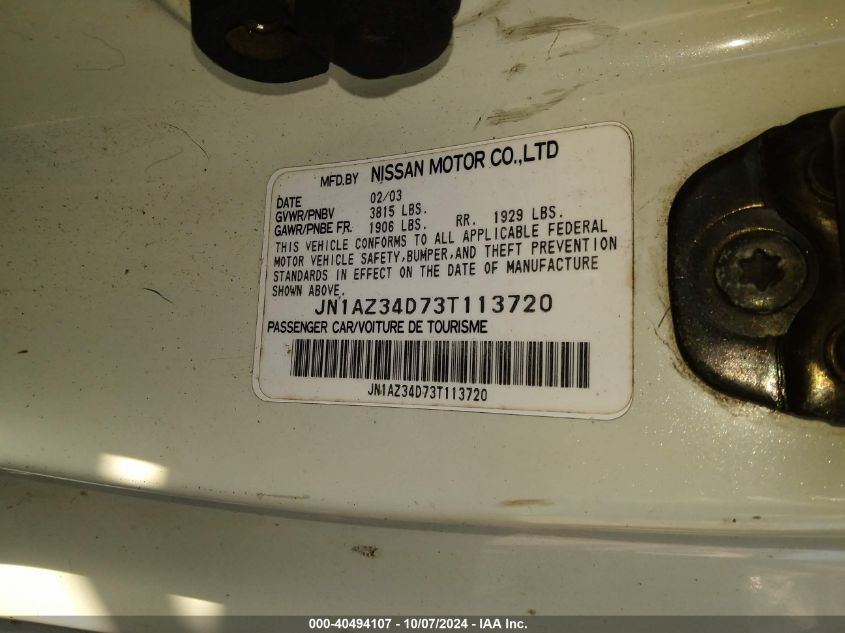 MFD.BY NISSAN MOTOR CO.,LTD
DATE 02/03
GVWR/PNBV 3815 LBS.
GAWR/PNBE FR. 1906 LBS. RR. 1929 LBS.
THIS VEHICLE CONFORMS TO ALL APPLICABLE FEDERAL
MOTOR VEHICLE SAFETY,BUMPER,AND THEFT PREVENTION
STANDARDS IN EFFECT ON THE DATE OF MANUFACTURE
SHOWN ABOVE.
JN1AZ34D73T113720
PASSENGER CAR/VOITURE DE TOURISME
JN1AZ34D73T113720
000-40494107 - 10/07/2024 - IAA Inc.